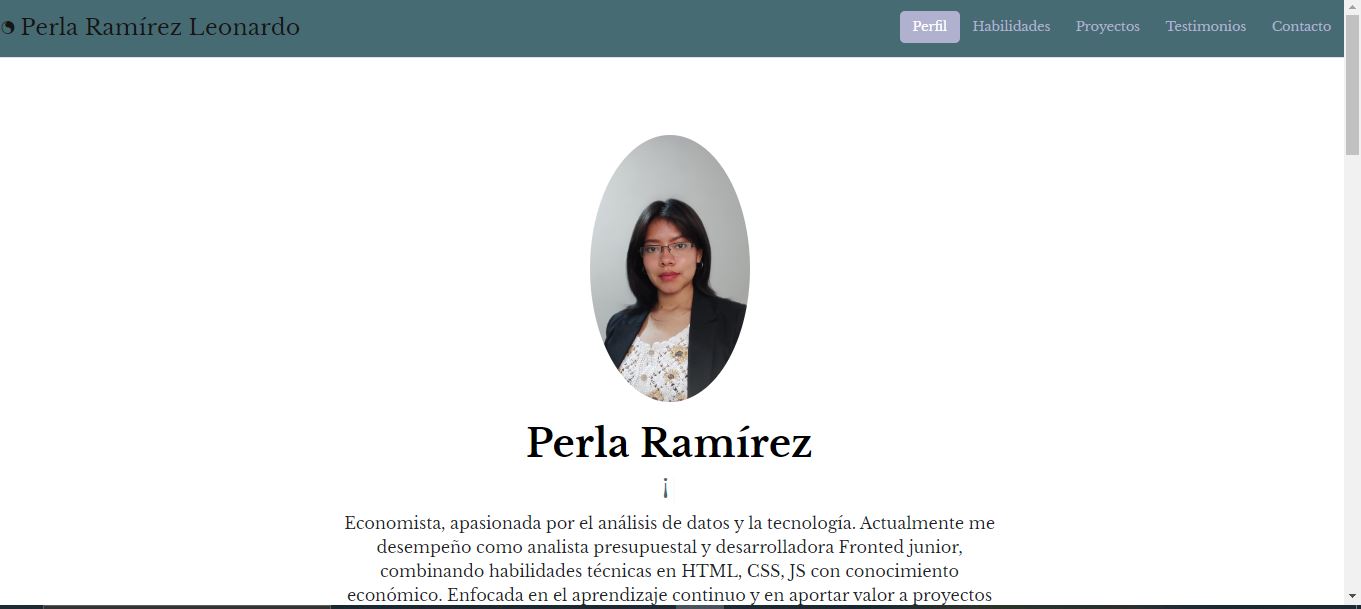 Perla Ramírez Leonardo
Perfil
Habilidades
Proyectos
Testimonios
Contacto
Perla Ramírez
¡
Economista, apasionada por el análisis de datos y la tecnología. Actualmente me
desempeño como analista presupuestal y desarrolladora Fronted junior,
combinando habilidades técnicas en HTML, CSS, JS con conocimiento
económico. Enfocada en el aprendizaje continuo y en aportar valor a proyectos